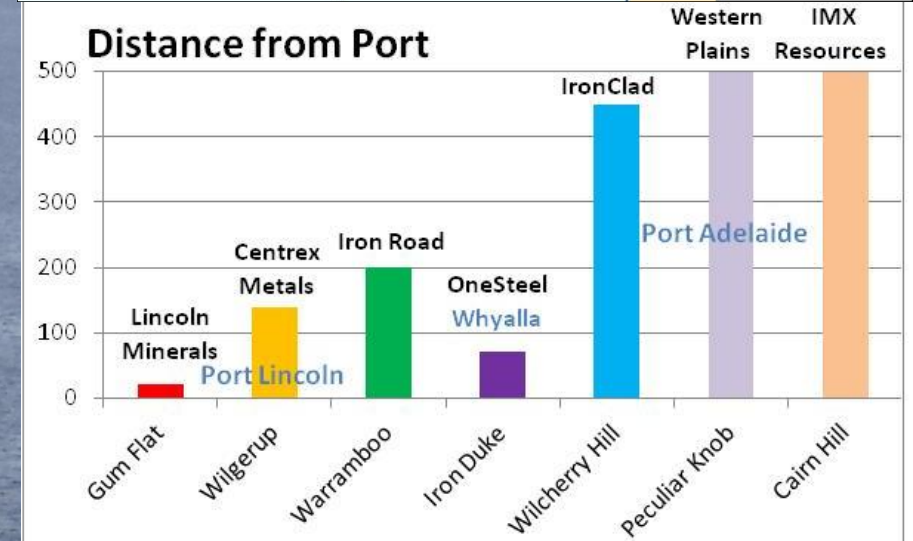 Distance from Port
Western
Plains
IMX
Resources
500
400
300
200
100
0
Lincoln
Minerals
Centrex
Metals
Iron Road
OneSteel
Whyalla
IronClad
Port Lincoln
Port Adelaide
Gum Flat
Wilgerup
Warramboo
Iron Duke
Wilcherry Hill
Peculiar Knob
Cairn Hill